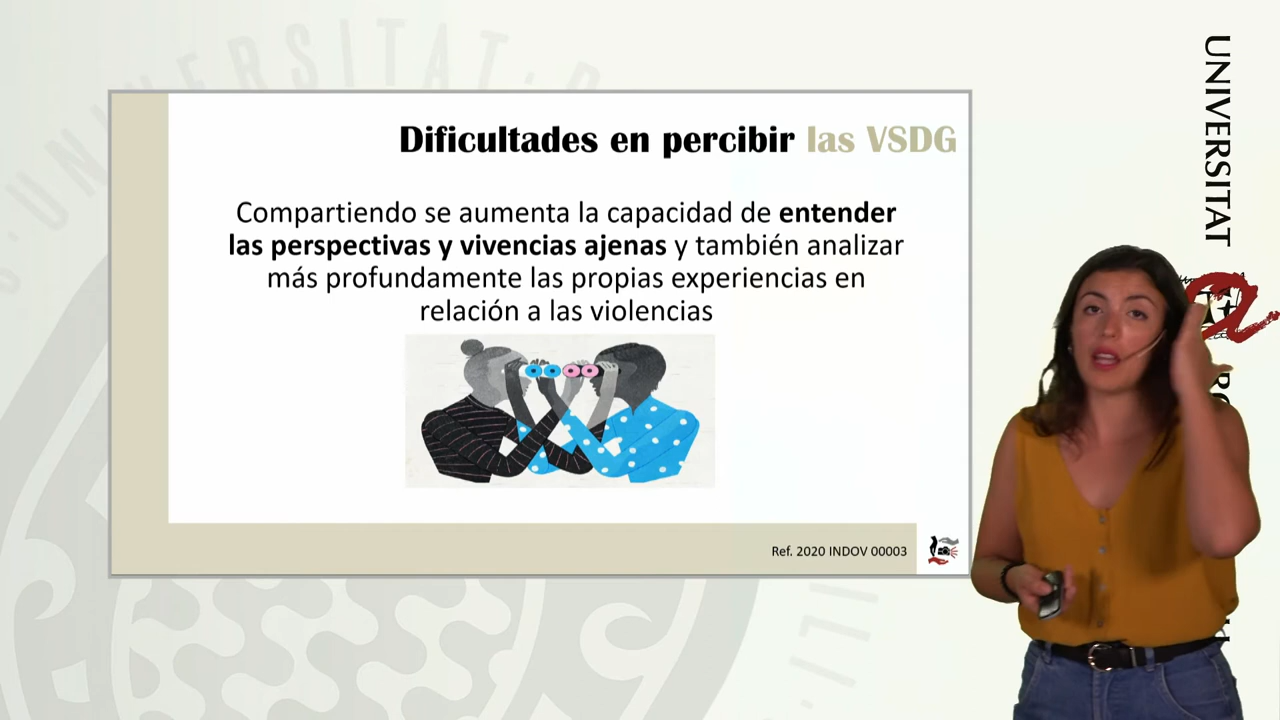 Dificultades en percibir las VSDG
Compartiendo se aumenta la capacidad de entender
las perspectivas y vivencias ajenas y también analizar
más profundamente las propias experiencias en
relación a las violencias
Ref. 2020 INDOV 00003
UNIVERSITAT
UNIVERSITAT · D